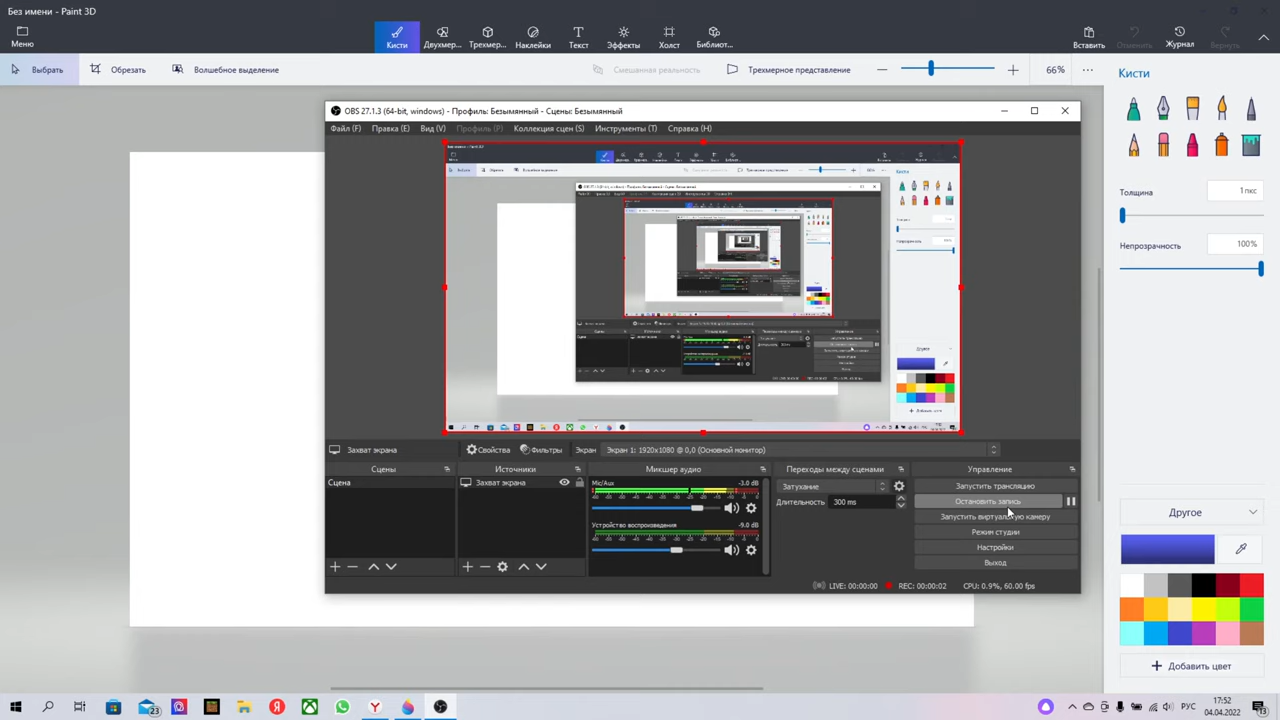 Без имени - Paint 3D
Меню
Кисти
Двухмер...
Трехмер...
Наклейки
Текст
Эффекты
Холст
Библиот...
Вставить
Отменить
Журнал
Вернуть
Выбрать
Обрезать
Волшебное выделение
Смешанная реальность
Трехмерное представление
66%
Кисти
Толщина
1 пкс
Непрозрачность
100%
Другое
Добавить цвет
OBS 27.1.3 (64-bit, windows) - Профиль: Безымянный - Сцены: Безымянный
Файл (F)
Правка (E)
Вид (V)
Профиль (P)
Коллекция сцен (S)
Инструменты (T)
Справка (H)
Захват экрана
Свойства
Фильтры
Экран
Экран 1: 1920x1080 @ 0,0 (Основной монитор)
Сцены
Источники
Микшер аудио
Переходы между сценами
Управление
Сцена
Захват экрана
Mic/Aux
-3.0 dB
Устройство воспроизведения
-9.0 dB
Затухание
Длительность
300 ms
Запустить трансляцию
Остановить запись
Запустить виртуальную камеру
Режим студии
Настройки
Выход
LIVE: 00:00:00
REC: 00:00:02
CPU: 0.9%, 60.00 fps
23
РУС
17:52
04.04.2022
13